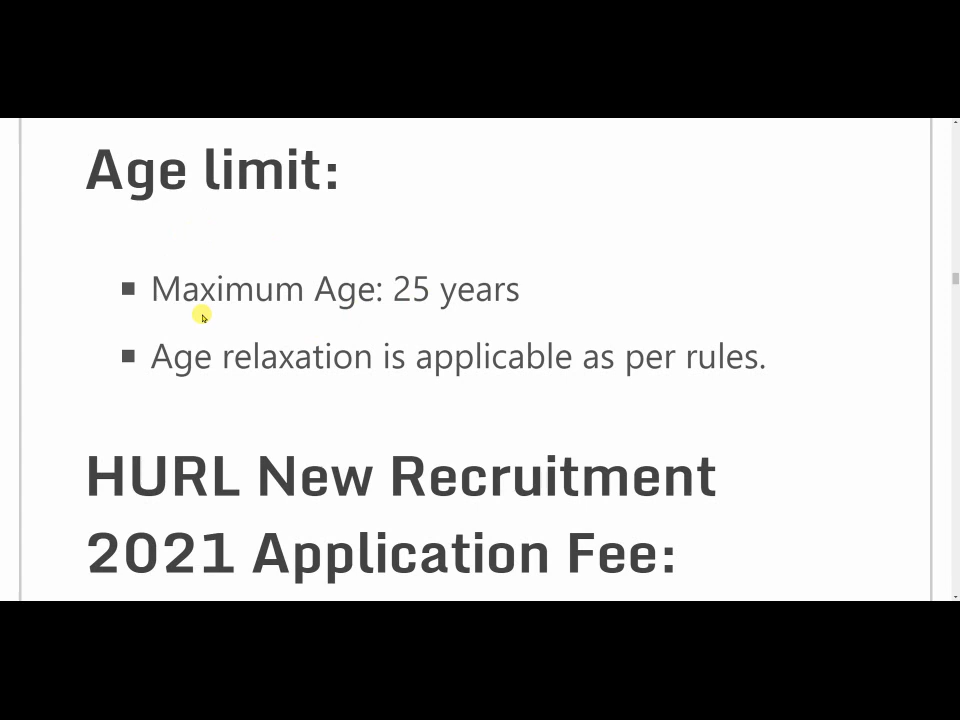 Age limit:
Maximum Age: 25 years
Age relaxation is applicable as per rules.
HURL New Recruitment
2021 Application Fee: